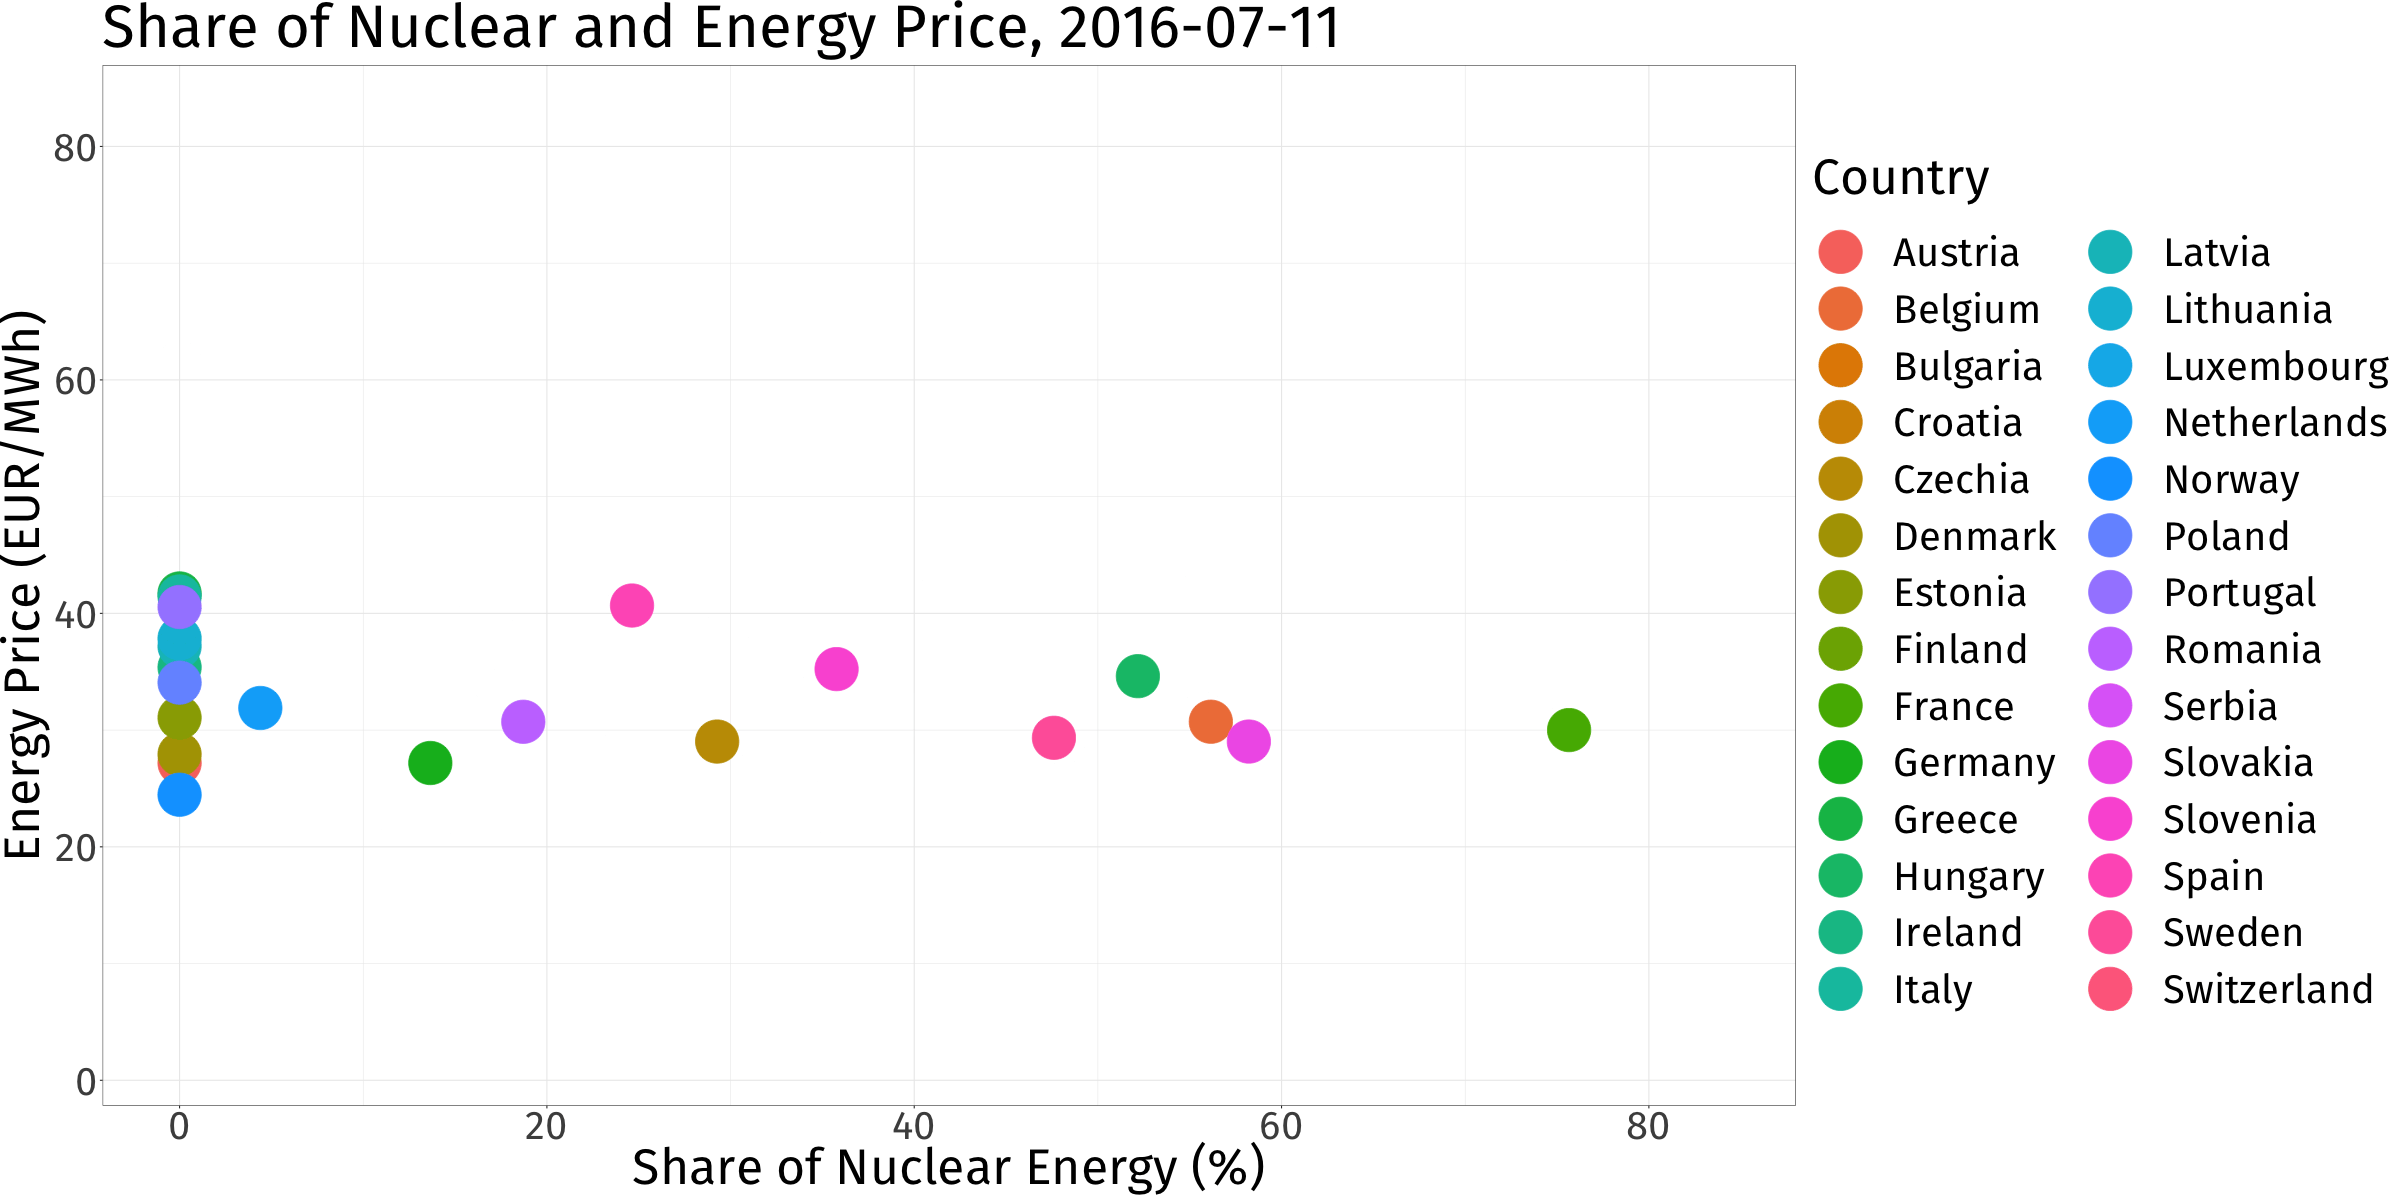 Share of Nuclear and Energy Price, 2016-07-11
Energy Price (EUR/MWh)
80
60
40
20
0
0
20
40
60
80
Share of Nuclear Energy (%)
Country
Austria
Belgium
Bulgaria
Croatia
Czechia
Denmark
Estonia
Finland
France
Germany
Greece
Hungary
Ireland
Italy
Latvia
Lithuania
Luxembourg
Netherlands
Norway
Poland
Portugal
Romania
Serbia
Slovakia
Slovenia
Spain
Sweden
Switzerland